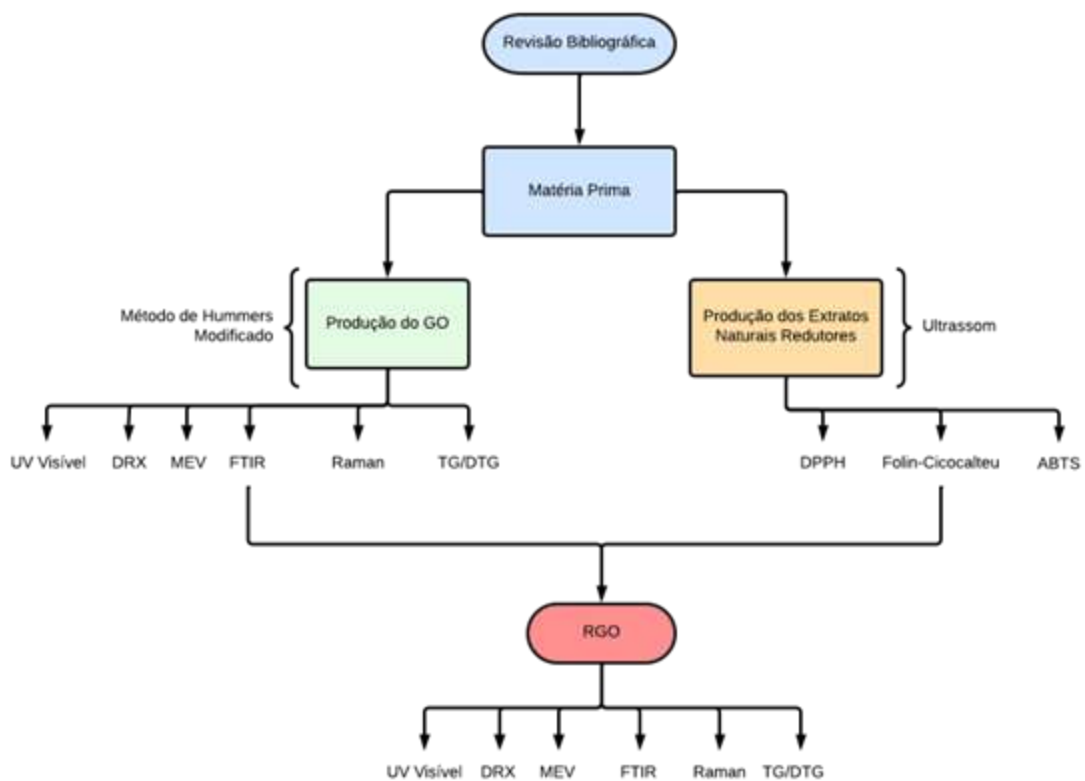 Revisão Bibliográfica
Matéria Prima
Método de Hummers
Modificado
Produção do GO
Produção dos Extratos
Naturais Redutores
Ultrassom
UV Visível
DRX
MEV
FTIR
Raman
TG/DTG
DPPH
Folin-Cicocalteu
ABTS
RGO
UV Visível
DRX
MEV
FTIR
Raman
TG/DTG